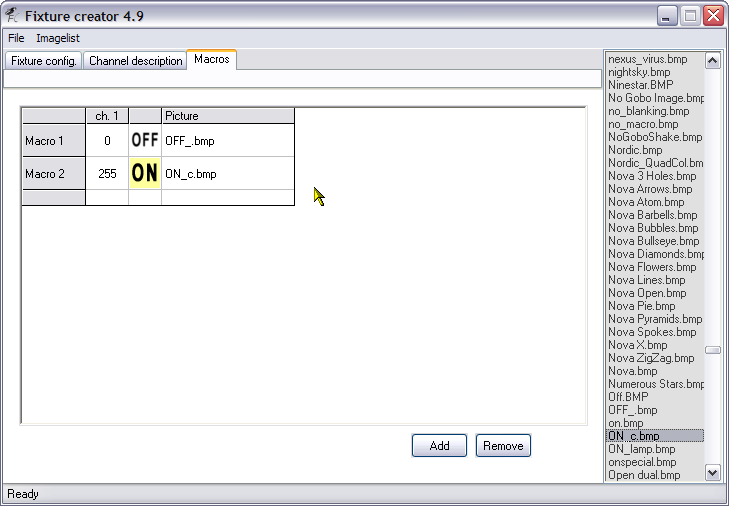 Fixture creator 4.9
File Imagelist
Fixture config. Channel description Macros
ch. 1 Picture
Macro 1 0 OFF OFF_.bmp
Macro 2 255 ON ON_c.bmp
Add Remove
nexus_virus.bmp
nightsky.bmp
Ninestar.BMP
No Gobo Image.bmp
no_blanking.bmp
no_macro.bmp
NoGoboShake.bmp
Nordic.bmp
Nordic_QuadCol.bm
Nova 3 Holes.bmp
Nova Arrows.bmp
Nova Atom.bmp
Nova Barbells.bmp
Nova Bubbles.bmp
Nova Bullseye.bmp
Nova Diamonds.bmp
Nova Flowers.bmp
Nova Lines.bmp
Nova Open.bmp
Nova Pie.bmp
Nova Pyramids.bmp
Nova Spokes.bmp
Nova X.bmp
Nova ZigZag.bmp
Nova.bmp
Numerous Stars.bmp
Off.BMP
OFF_.bmp
on.bmp
ON_c.bmp
ON_lamp.bmp
onspecial.bmp
Open dual.bmp
Ready